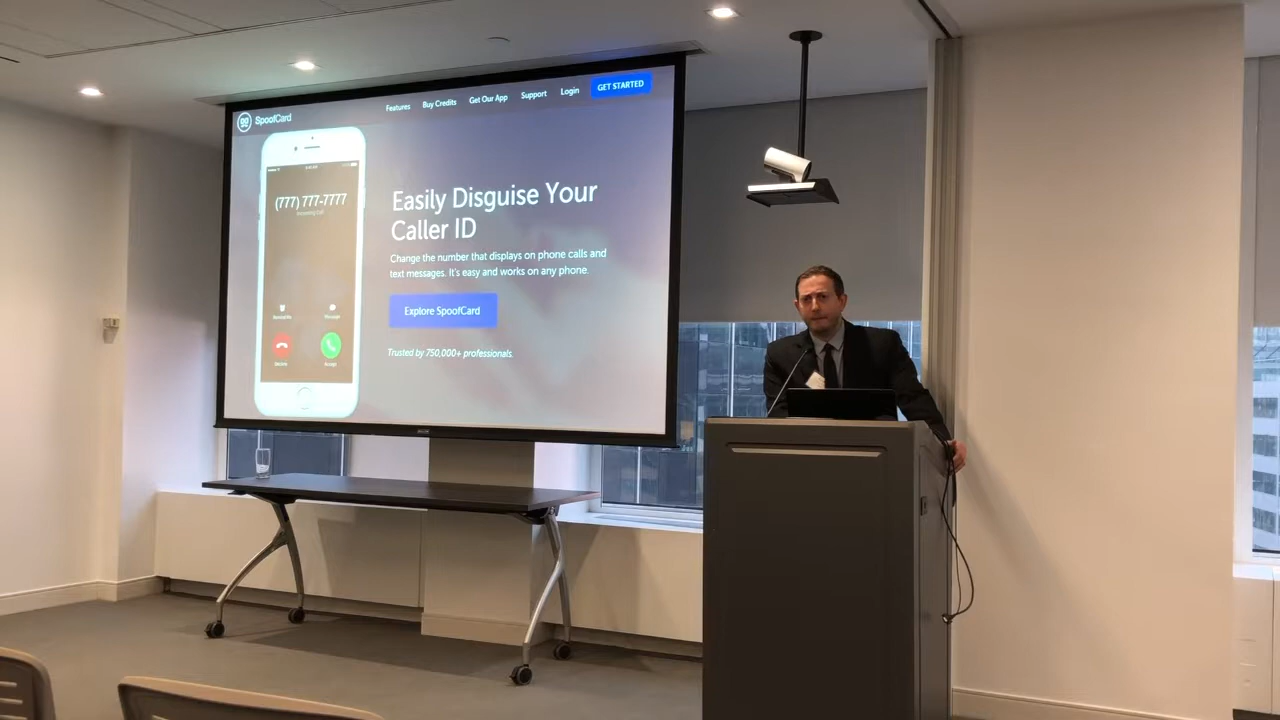 SpoofCard
Features Buy Credits Get Our App Support Login GET STARTED
(777) 777-7777
Easily Disguise Your
Caller ID
Change the number that displays on phone calls and
text messages. It's easy and works on any phone.
Explore SpoofCard
Trusted by 750,000+ professionals.
Decline Accept